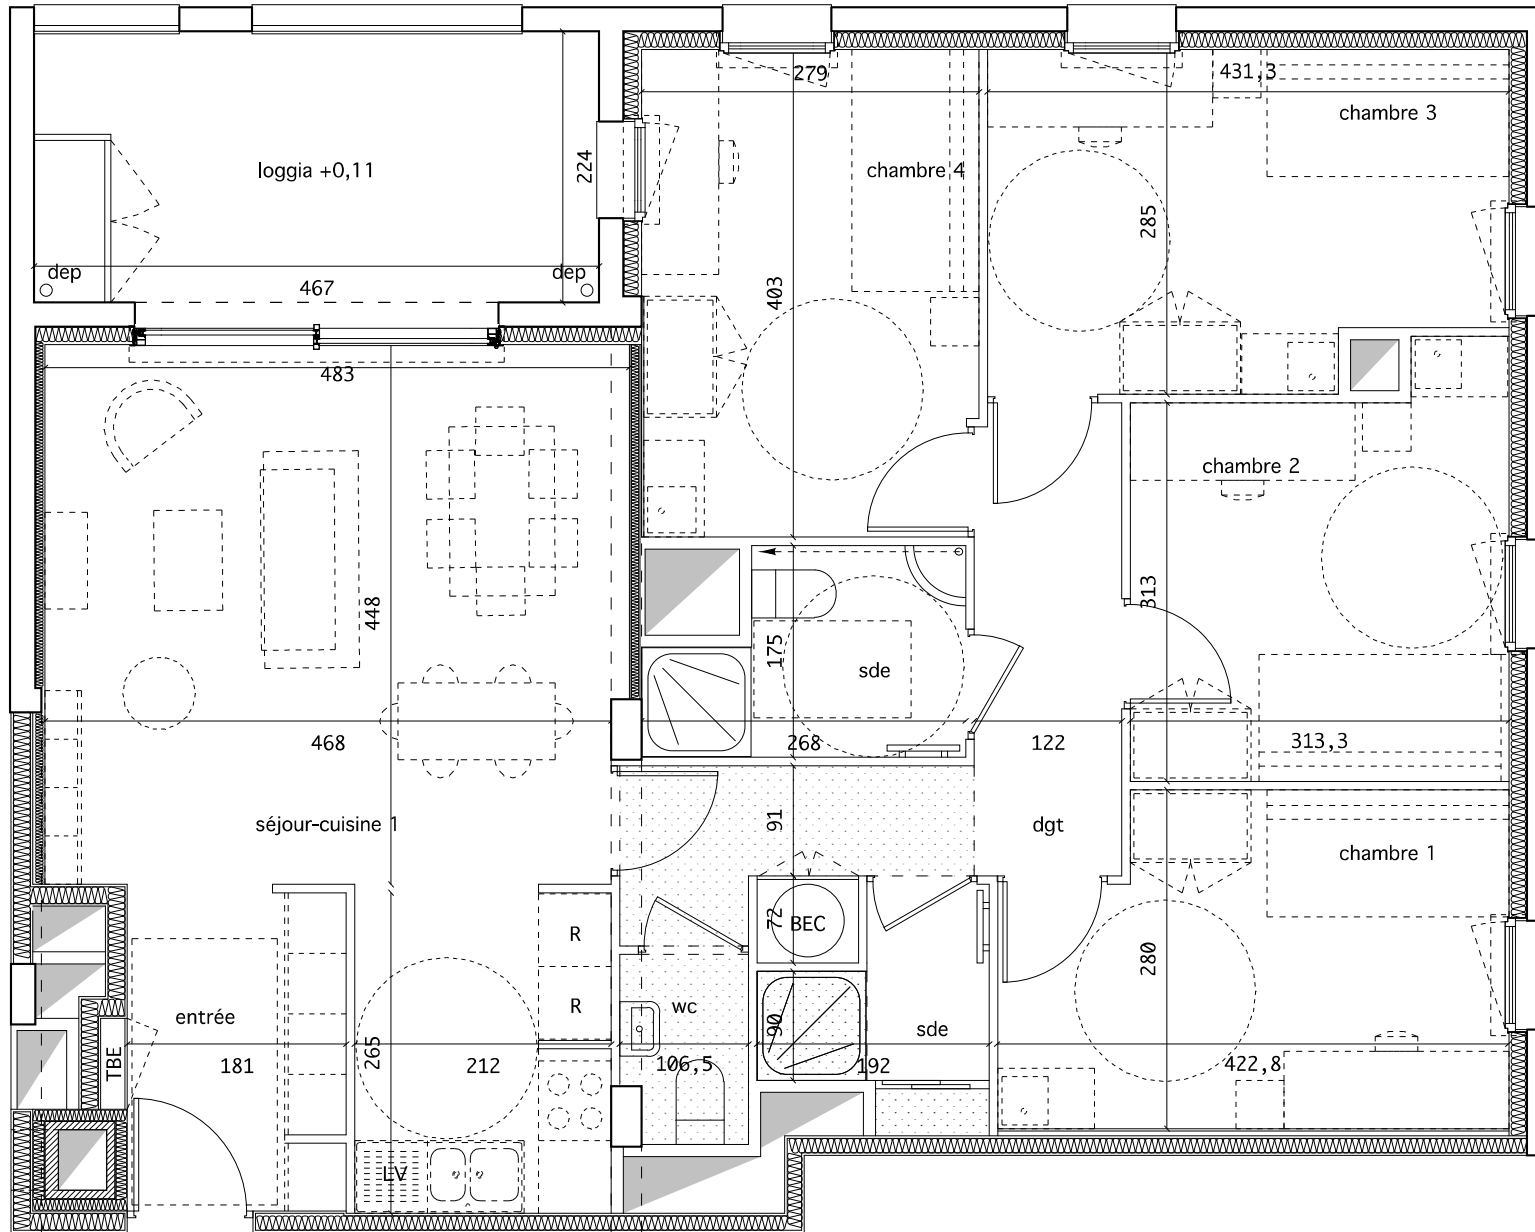 279
431,3
chambre 3
loggia +0,11
224
chambre 4
285
dep
dep
467
403
483
chambre 2
448
313
175
sde
468
268
122
313,3
91
séjour-cuisine 1
dgt
chambre 1
72
BEC
R
R
280
entrée
wc
90
sde
TBE
181
265
212
106,5
192
422,8
LV